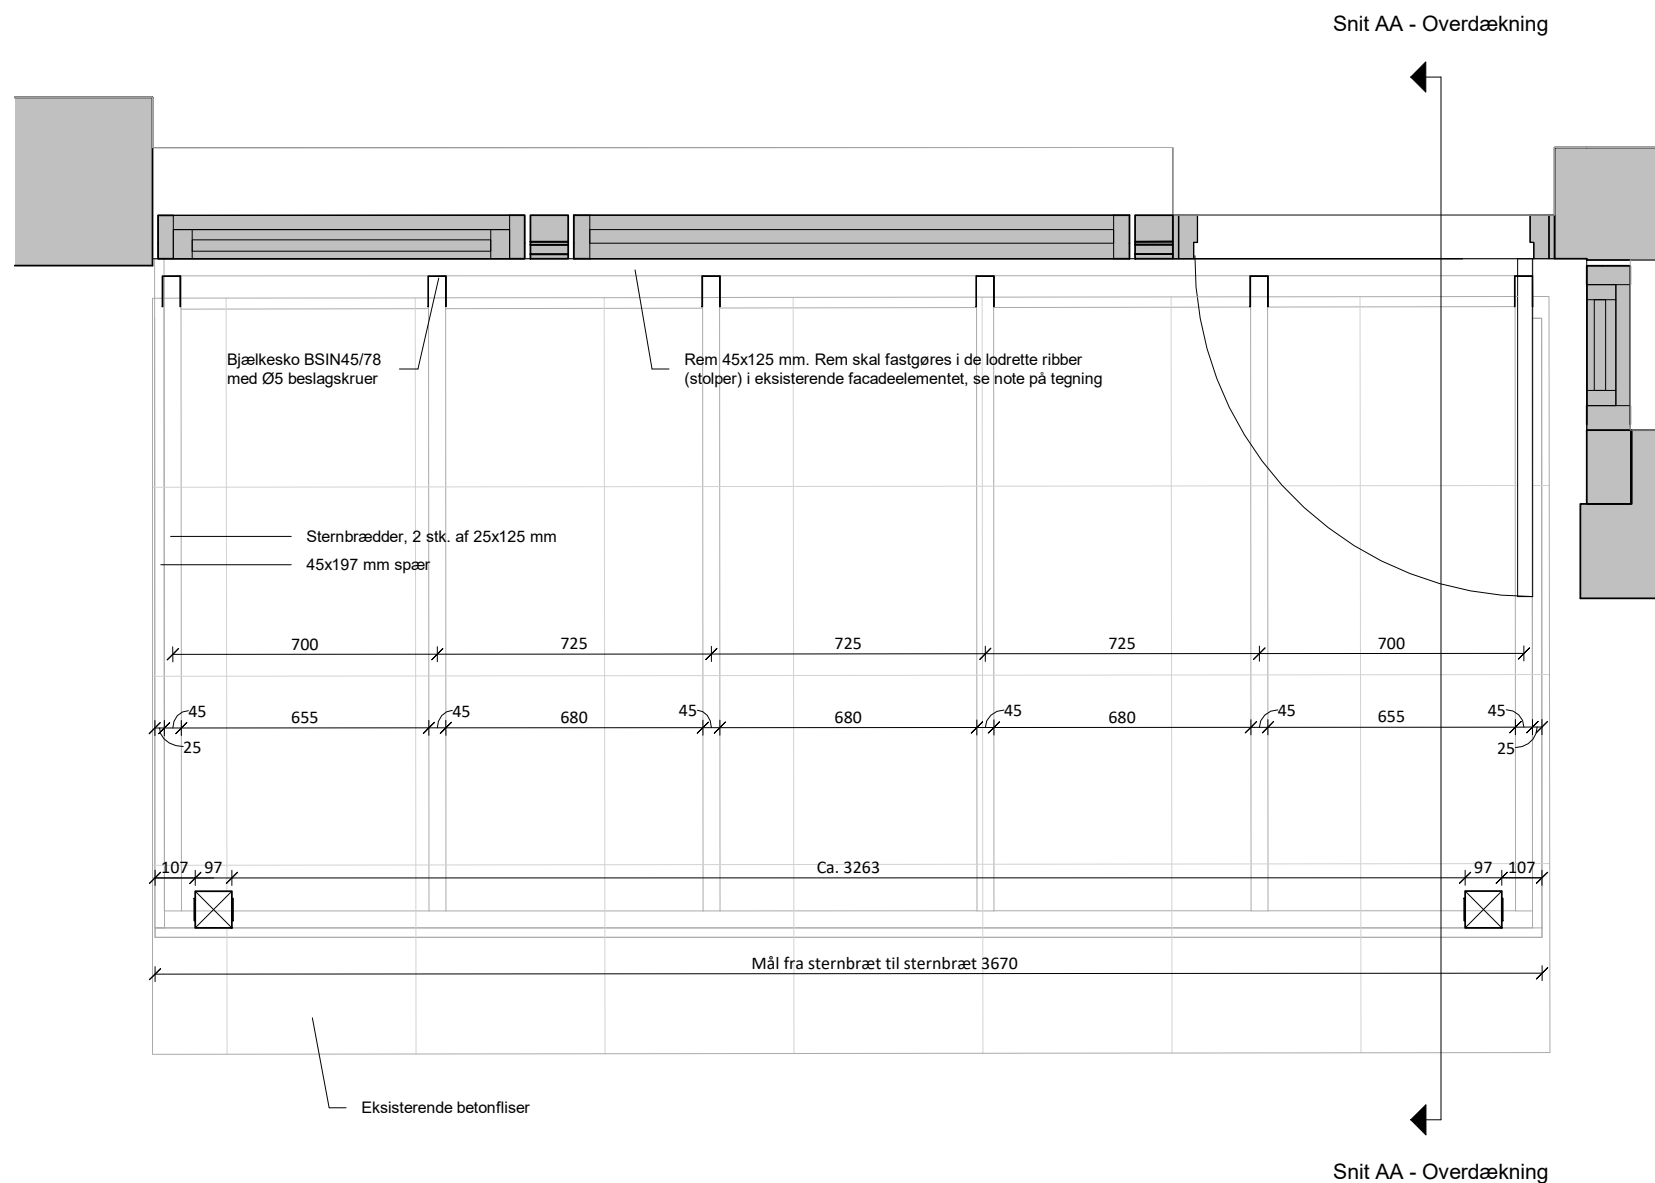 Snit AA - Overdækning
Bjælkesko BSIN45/78
med Ø5 beslagskruer
Rem 45x125 mm. Rem skal fastgøres i de lodrette ribber
(stolper) i eksisterende facadeelementet, se note på tegning
Sternbrædder, 2 stk. af 25x125 mm
45x197 mm spær
700 725 725 725 700
45 655 45 680 45 680 45 680 45 655 45
25 25
107 97 Ca. 3263 97 107
Mål fra sternbræt til sternbræt 3670
Eksisterende betonfliser
Snit AA - Overdækning